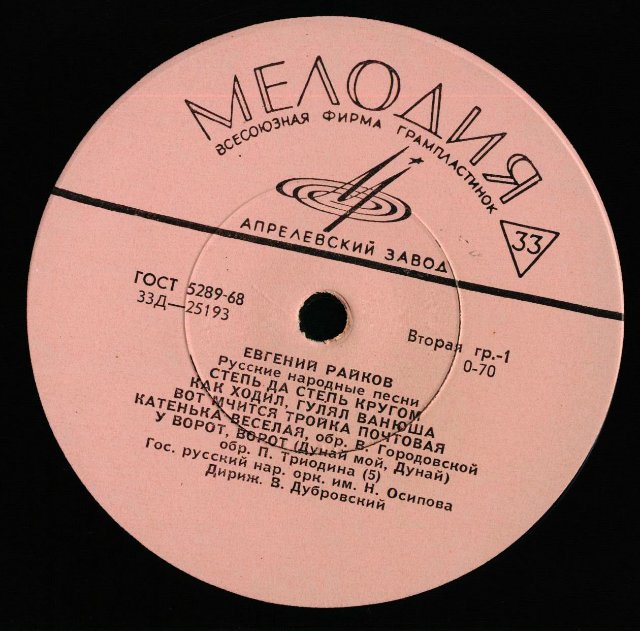 МЕЛОДИЯ
ВСЕСОЮЗНАЯ ФИРМА ГРАМПЛАСТИНОК
33
АПРЕЛЕВСКИЙ ЗАВОД
ГОСТ 5289-68
33Д—25193
Вторая гр.-1
0-70
ЕВГЕНИЙ РАЙКОВ
Русские народные песни
СТЕПЬ ДА СТЕПЬ КРУГОМ
КАК ХОДИЛ, ГУЛЯЛ ВАНЮША
ВОТ МЧИТСЯ ТРОЙКА ПОЧТОВАЯ
КАТЕНЬКА ВЕСЕЛАЯ, обр. В. Городовской
У ВОРОТ, ВОРОТ (Дунай мой, Дунай)
обр. П. Триодина (5)
Гос. русский нар. орк. им. Н. Осипова
Дириж. В. Дубровский